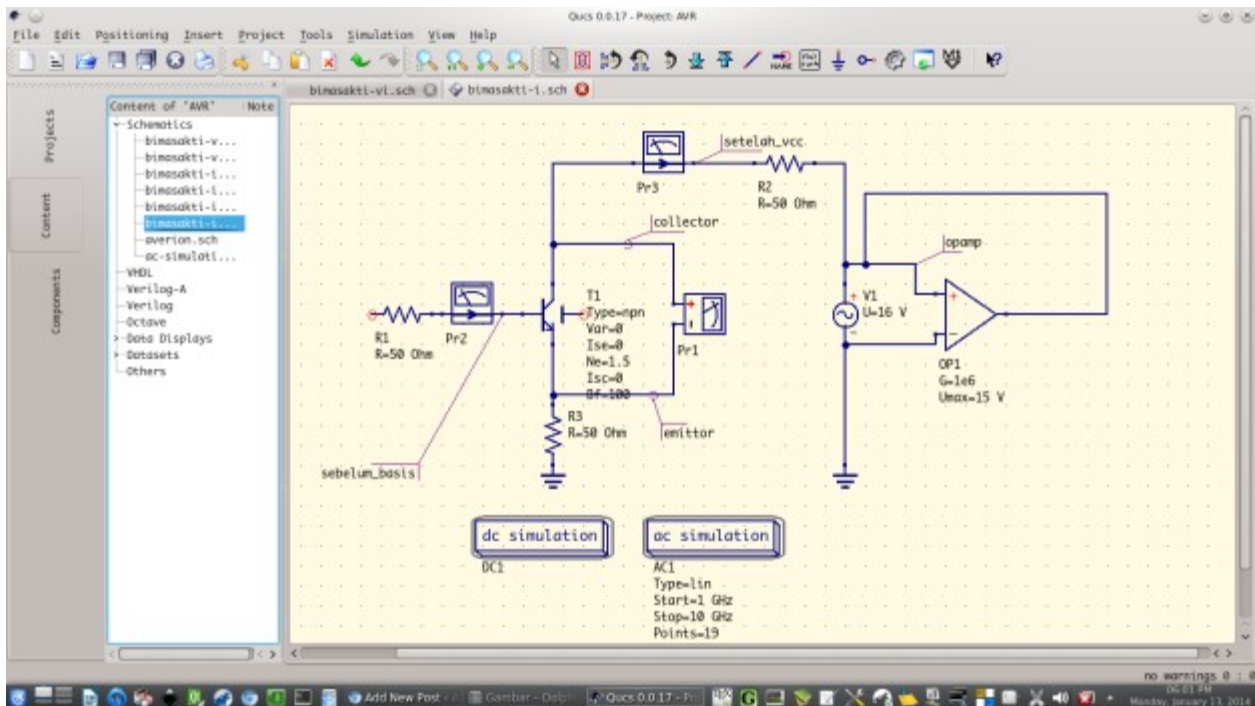 Qucs 0.0.17 - Project: AVR
File Edit Positioning Insert Project Tools Simulation View Help
bimasakti-vi.sch
bimasakti-i.sch
Projects
Content
Components
Content of "AVR" Note
Schematics
bimasakti-v...
bimasakti-v...
bimasakti-i...
bimasakti-i...
bimasakti-i...
bimasakti-i...
averion.sch
ac-simulati...
VHDL
Verilog-A
Verilog
Octave
Data Displays
Datasets
Others
Pr3
setelah_vcc
R2
R=50 Ohm
collector
opamp
R1
R=50 Ohm
Pr2
T1
Type=npn
Var=0
Ise=0
Ne=1.5
Isc=0
Bf=100
Pr1
V1
U=16 V
OP1
G=1e6
Umax=15 V
R3
R=50 Ohm
emittor
sebelum_basis
dc simulation
DC1
ac simulation
AC1
Type=lin
Start=1 GHz
Stop=10 GHz
Points=19
no warnings 0 : 0
Add New Post
Gambar - Dolp
Qucs 0.0.17 - Pro
06:01 PM
Monday, January 13, 2014